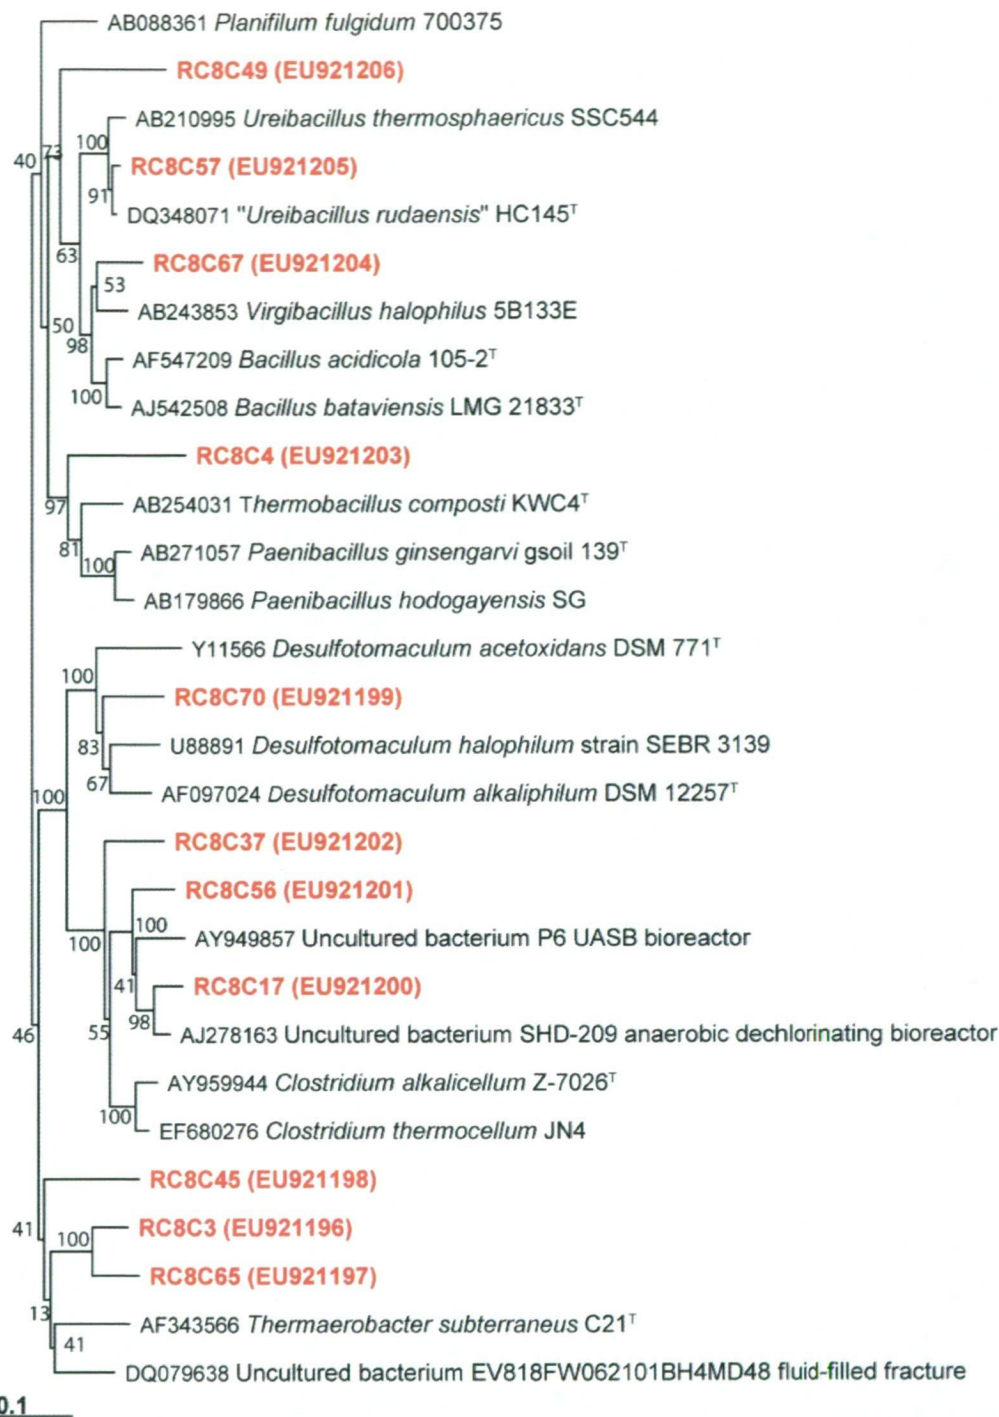 AB088361 Planifilum fulgidum 700375
RC8C49 (EU921206)
AB210995 Ureibacillus thermosphaericus SSC544
100
40
73
RC8C57 (EU921205)
91
DQ348071 "Ureibacillus rudaensis" HC145ᵀ
63
RC8C67 (EU921204)
53
AB243853 Virgibacillus halophilus 5B133E
50
98
AF547209 Bacillus acidicola 105-2ᵀ
100
AJ542508 Bacillus bataviensis LMG 21833ᵀ
RC8C4 (EU921203)
97
AB254031 Thermobacillus composti KWC4ᵀ
81
AB271057 Paenibacillus ginsengarvi gsoil 139ᵀ
100
AB179866 Paenibacillus hodogayensis SG
Y11566 Desulfotomaculum acetoxidans DSM 771ᵀ
100
RC8C70 (EU921199)
83
U88891 Desulfotomaculum halophilum strain SEBR 3139
67
AF097024 Desulfotomaculum alkaliphilum DSM 12257ᵀ
100
RC8C37 (EU921202)
RC8C56 (EU921201)
100
100
AY949857 Uncultured bacterium P6 UASB bioreactor
41
RC8C17 (EU921200)
98
55
46
AJ278163 Uncultured bacterium SHD-209 anaerobic dechlorinating bioreactor
AY959944 Clostridium alkalicellum Z-7026ᵀ
100
EF680276 Clostridium thermocellum JN4
RC8C45 (EU921198)
41
RC8C3 (EU921196)
100
RC8C65 (EU921197)
13
AF343566 Thermaerobacter subterraneus C21ᵀ
41
DQ079638 Uncultured bacterium EV818FW062101BH4MD48 fluid-filled fracture
0.1